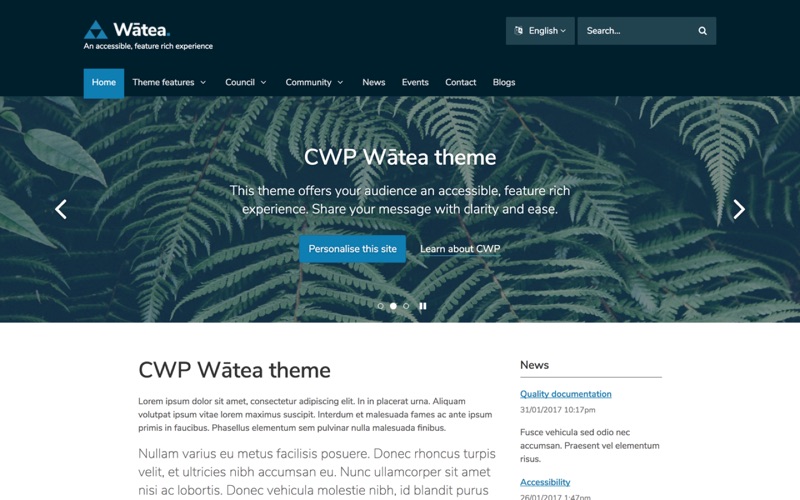 Wātea.
An accessible, feature rich experience
English
Search...
Home
Theme features
Council
Community
News
Events
Contact
Blogs
CWP Wātea theme
This theme offers your audience an accessible, feature rich
experience. Share your message with clarity and ease.
Personalise this site
Learn about CWP
CWP Wātea theme
Lorem ipsum dolor sit amet, consectetur adipiscing elit. In in placerat urna. Aliquam
volutpat ipsum vitae lorem maximus suscipit. Interdum et malesuada fames ac ante ipsum
primis in faucibus. Phasellus elementum sem pulvinar nulla malesuada finibus.
Nullam varius eu metus facilisis posuere. Donec rhoncus turpis
velit, et ultricies nibh accumsan eu. Nunc ullamcorper sit amet
nisi ac lobortis. Donec vehicula molestie nibh, id blandit purus
News
Quality documentation
31/01/2017 10:17pm
Fusce vehicula sed odio nec
accumsan. Praesent vel elementum
risus.
Accessibility
26/01/2017 1:47pm